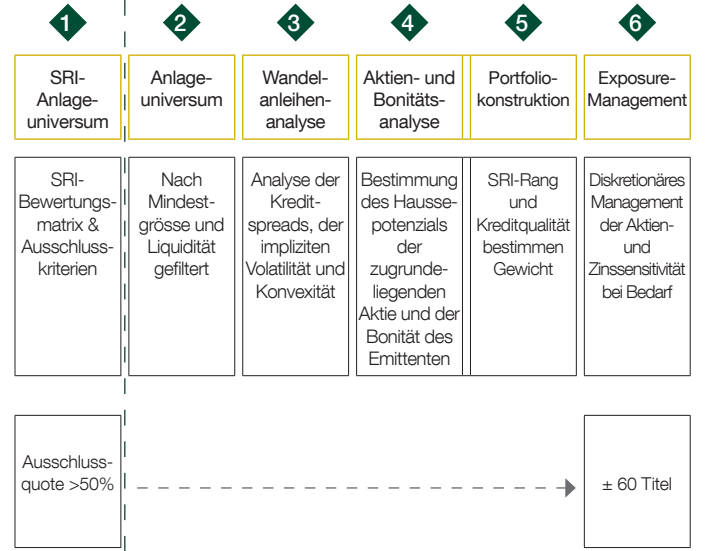 1
2
3
4
5
6
SRI-
Anlage-
universum
Anlage-
universum
Wandel-
anleihen-
analyse
Aktien- und
Bonitäts-
analyse
Portfolio-
konstruktion
Exposure-
Management
SRI-
Bewertungs-
matrix &
Ausschluss-
kriterien
Nach
Mindest-
grösse und
Liquidität
gefiltert
Analyse der
Kredit-
spreads, der
impliziten
Volatilität und
Konvexität
Bestimmung
des Hausse-
potenzials
der
zugrunde-
liegenden
Aktie und der
Bonität des
Emittenten
SRI-Rang
und
Kreditqualität
bestimmen
Gewicht
Diskretionäres
Management
der Aktien-
und
Zinssensitivität
bei Bedarf
Ausschluss-
quote >50%
± 60 Titel